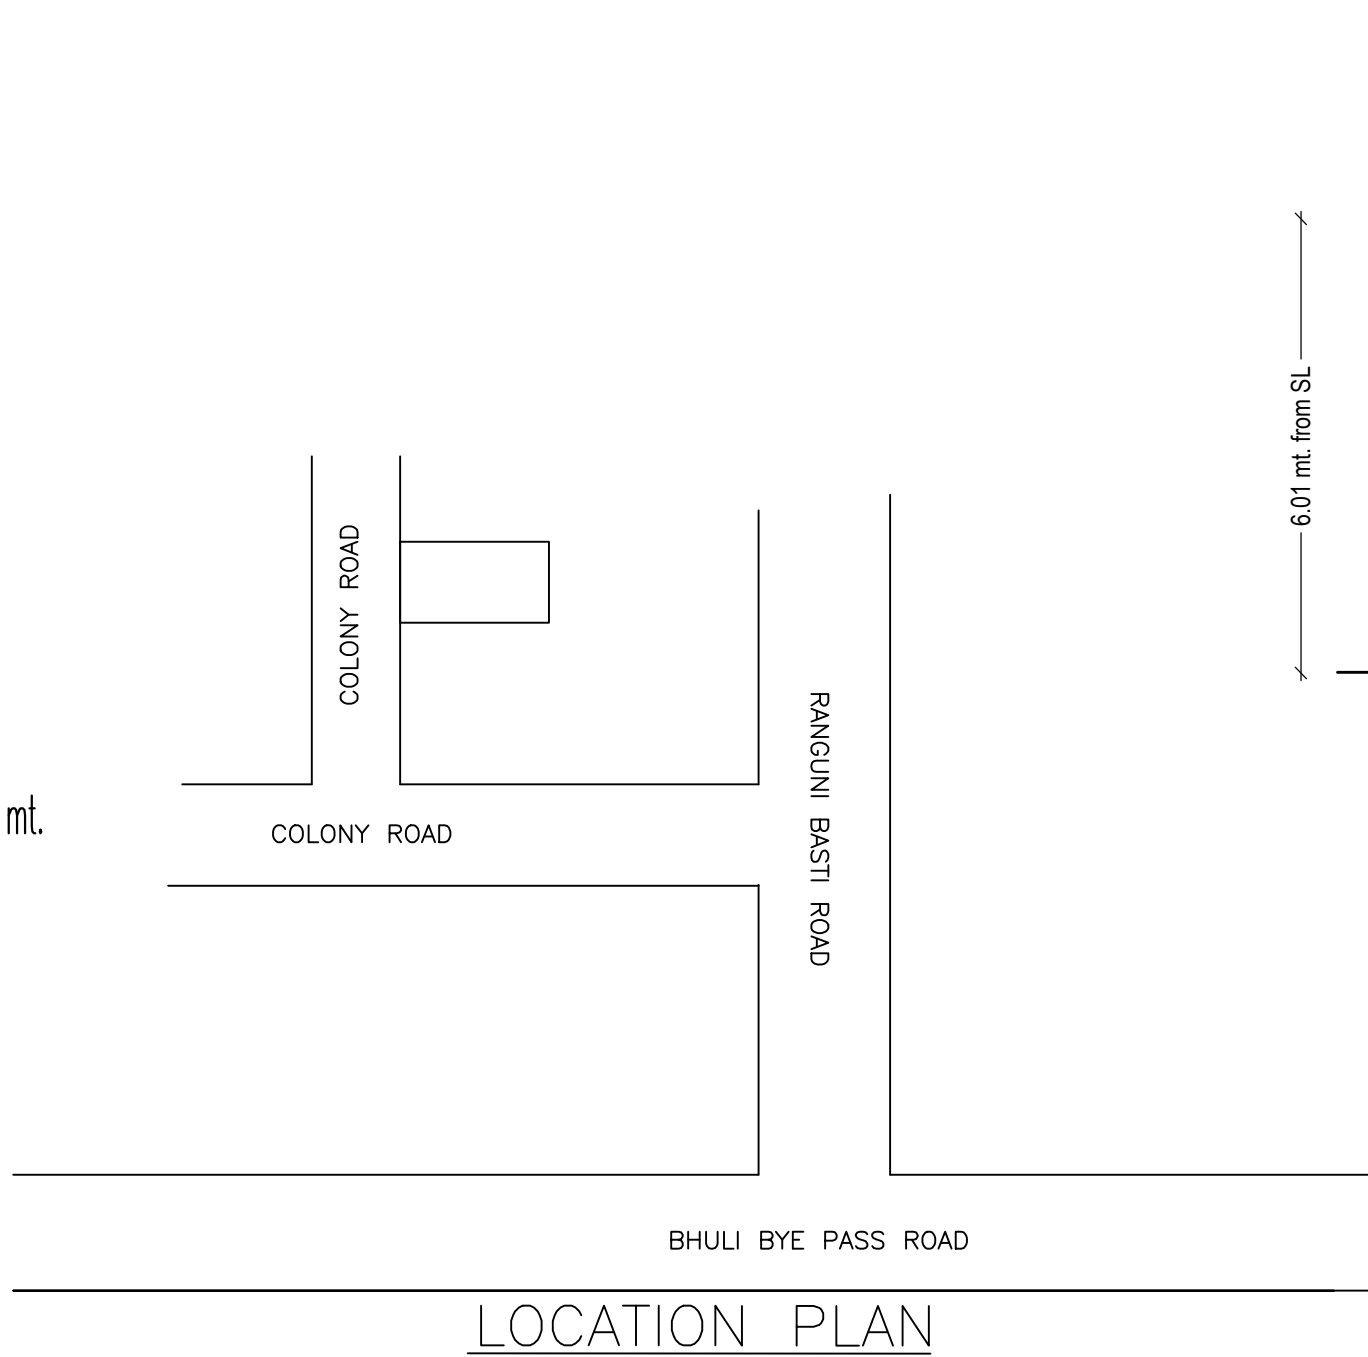 6.01 mt. from SL
COLONY ROAD
RANGUNI BASTI ROAD
mt.
COLONY ROAD
BHULI BYE PASS ROAD
LOCATION PLAN